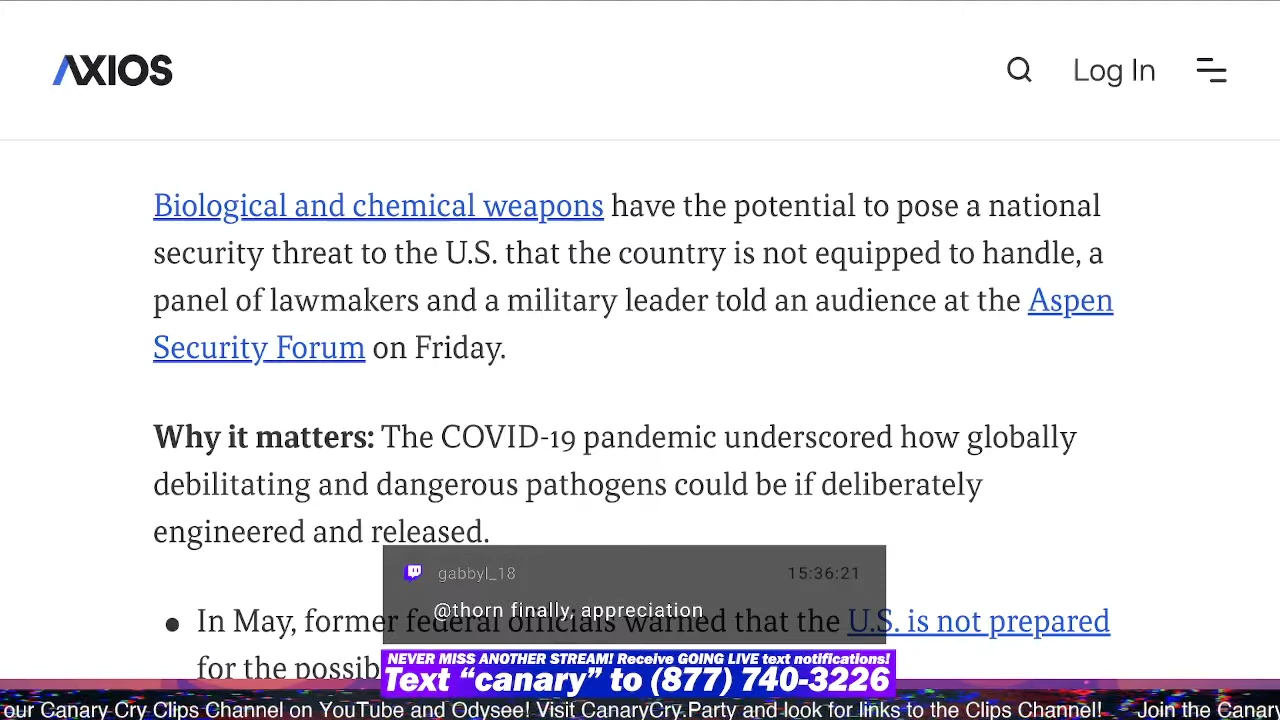 AXIOS
Log In
Biological and chemical weapons have the potential to pose a national
security threat to the U.S. that the country is not equipped to handle, a
panel of lawmakers and a military leader told an audience at the Aspen
Security Forum on Friday.
Why it matters: The COVID-19 pandemic underscored how globally
debilitating and dangerous pathogens could be if deliberately
engineered and released.
gabbyl_18 15:36:21
@thorn finally, appreciation
• In May, former federal officials warned that the U.S. is not prepared
for the possib
NEVER MISS ANOTHER STREAM! Receive GOING LIVE text notifications!
Text “canary” to (877) 740-3226
our Canary Cry Clips Channel on YouTube and Odysee! Visit CanaryCry.Party and look for links to the Clips Channel! Join the Canary